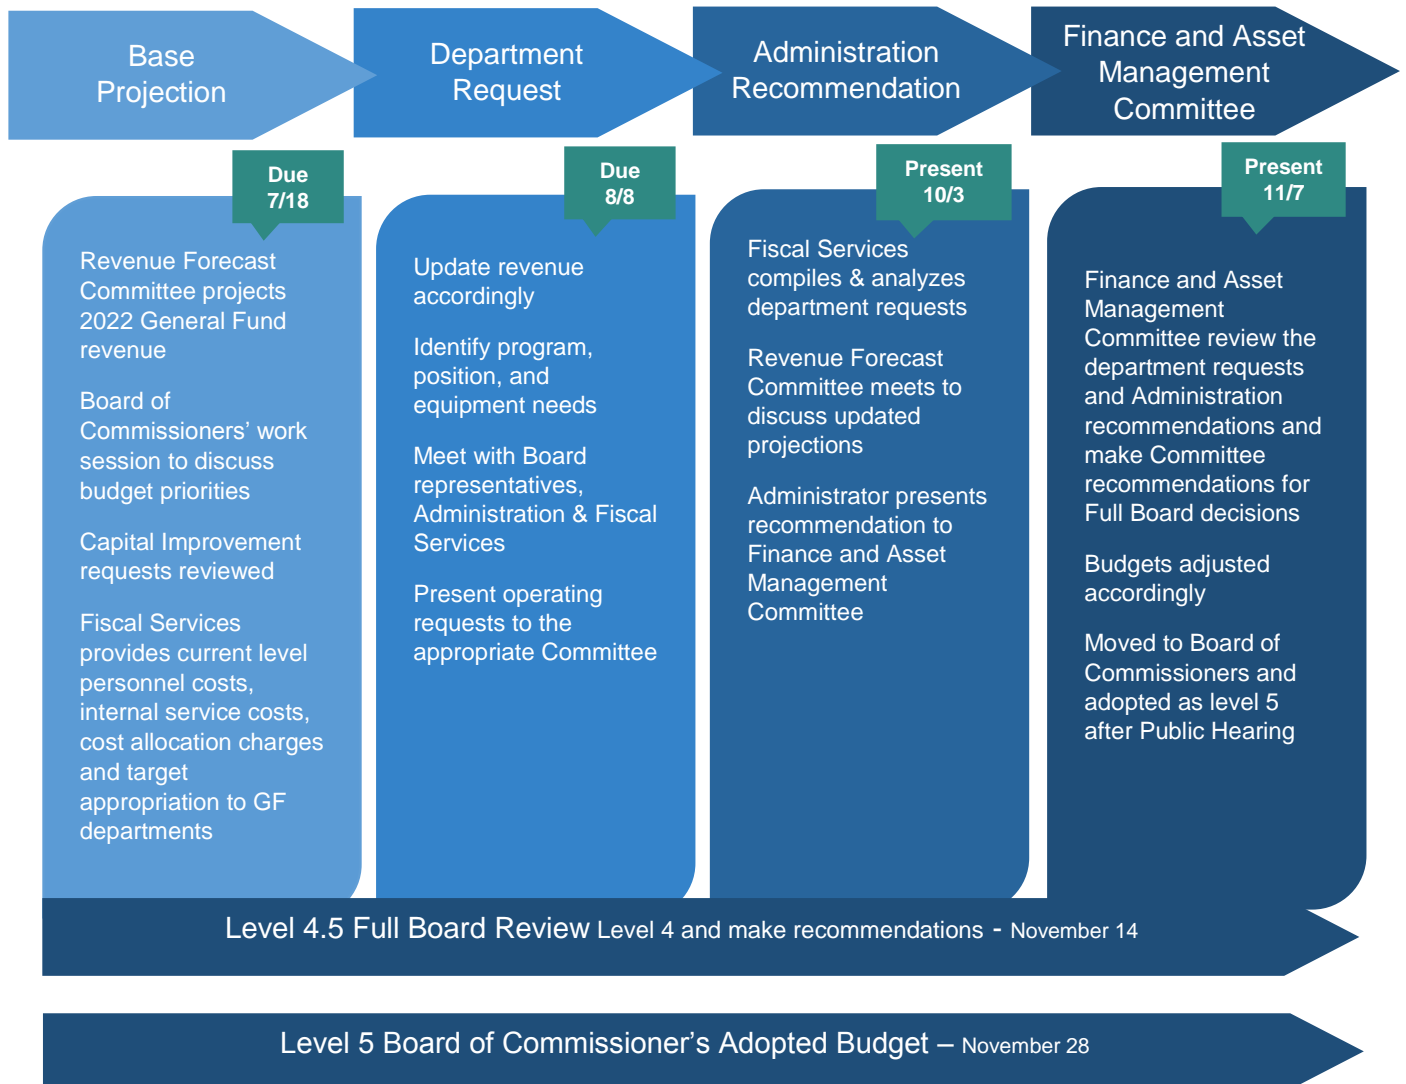 Base
Projection
Department
Request
Administration
Recommendation
Finance and Asset
Management
Committee
Due
7/18
Revenue Forecast
Committee projects
2022 General Fund
revenue
Board of
Commissioners’ work
session to discuss
budget priorities
Capital Improvement
requests reviewed
Fiscal Services
provides current level
personnel costs,
internal service costs,
cost allocation charges
and target
appropriation to GF
departments
Due
8/8
Update revenue
accordingly
Identify program,
position, and
equipment needs
Meet with Board
representatives,
Administration & Fiscal
Services
Present operating
requests to the
appropriate Committee
Present
10/3
Fiscal Services
compiles & analyzes
department requests
Revenue Forecast
Committee meets to
discuss updated
projections
Administrator presents
recommendation to
Finance and Asset
Management
Committee
Present
11/7
Finance and Asset
Management
Committee review the
department requests
and Administration
recommendations and
make Committee
recommendations for
Full Board decisions
Budgets adjusted
accordingly
Moved to Board of
Commissioners and
adopted as level 5
after Public Hearing
Level 4.5 Full Board Review Level 4 and make recommendations - November 14
Level 5 Board of Commissioner’s Adopted Budget – November 28